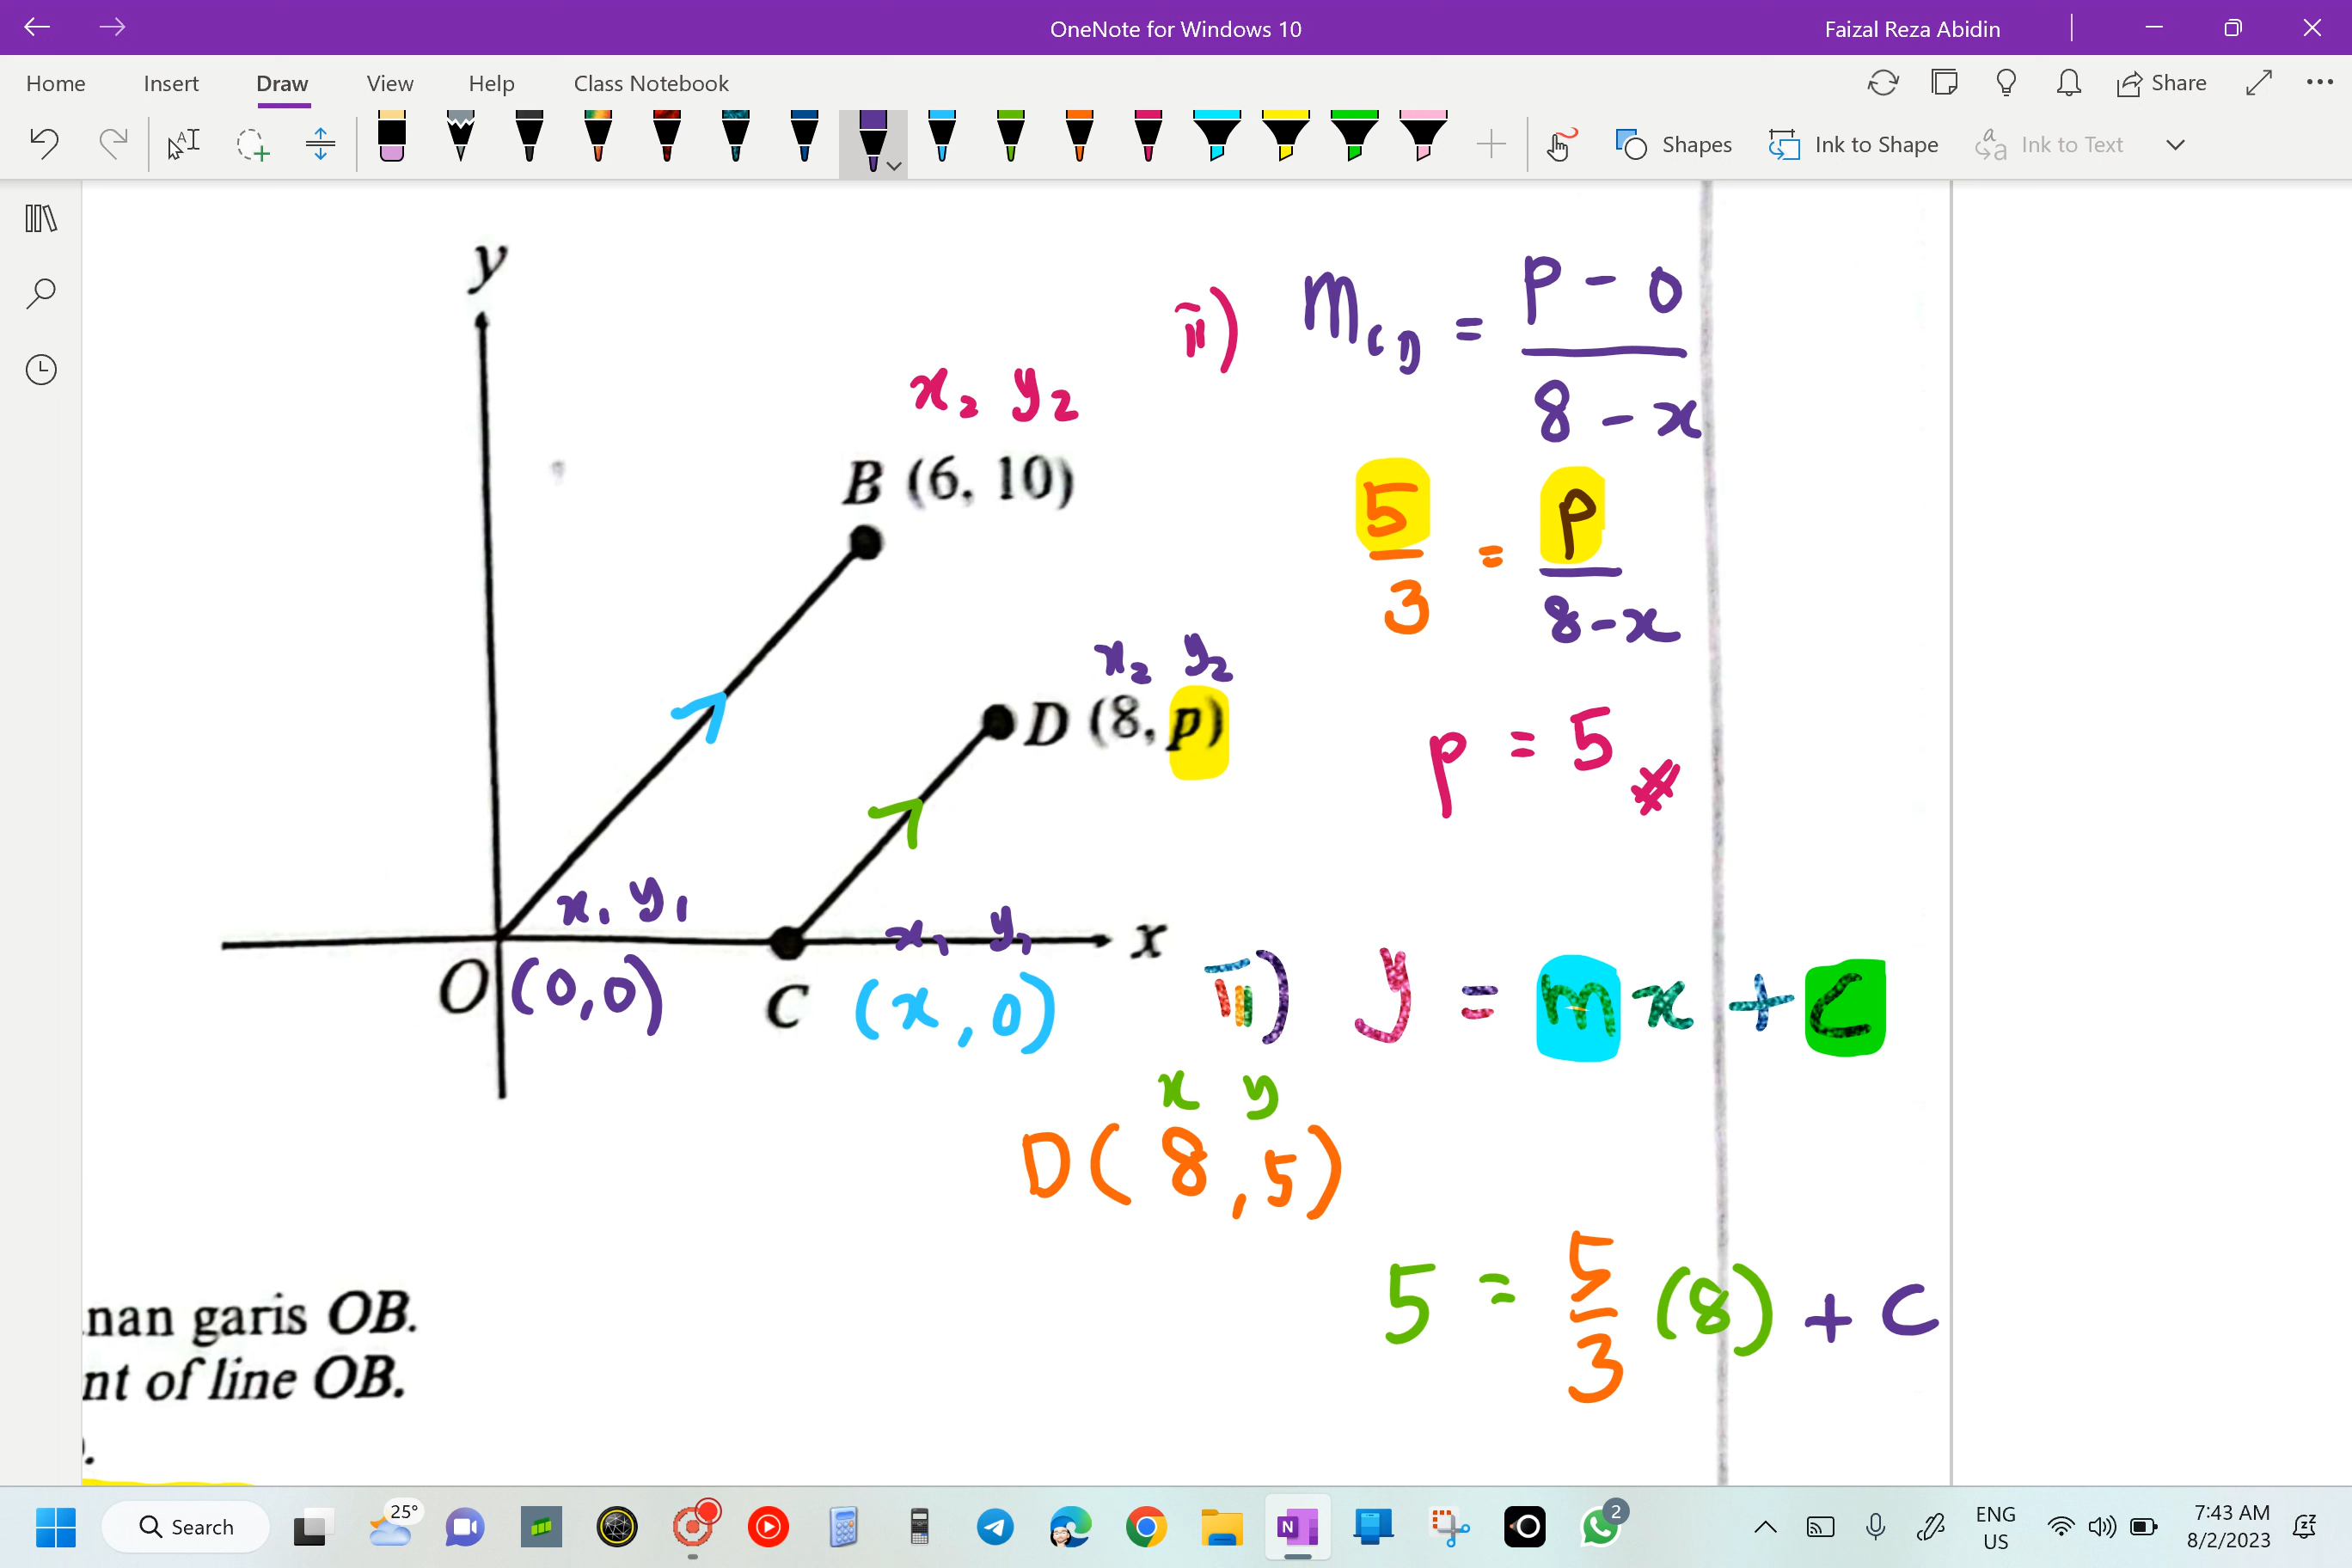 OneNote for Windows 10
Faizal Reza Abidin
Home Insert Draw View Help Class Notebook Share
Shapes Ink to Shape Ink to Text
y
x₂ y₂
B (6, 10)
x₂ y₂
D (8, p)
x₁ y₁
x₁ y₁
x
O (0,0)
C (x, 0)
ii) mCD = p - 0 / 8 - x
5/3 = p / 8 - x
p = 5 #
iii) y = mx + c
x y
D ( 8 , 5 )
5 = 5/3 (8) + c
nan garis OB.
nt of line OB.
Search
25°
2
ENG
US
7:43 AM
8/2/2023